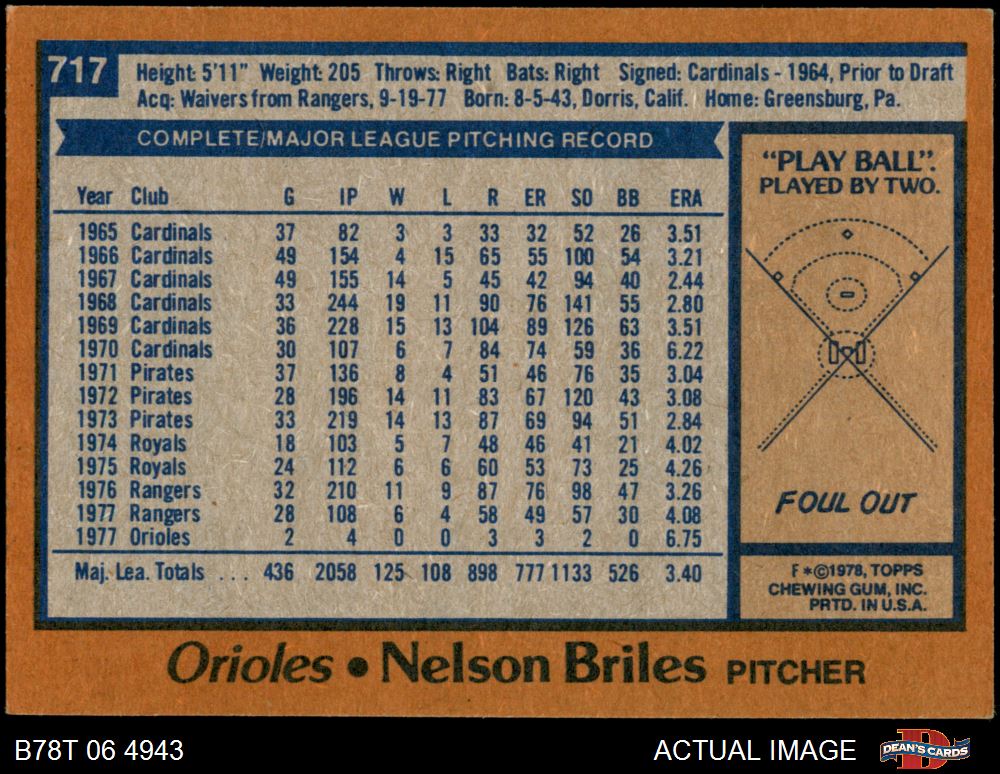 717
Height: 5'11" Weight: 205 Throws: Right Bats: Right Signed: Cardinals - 1964, Prior to Draft
Acq: Waivers from Rangers, 9-19-77 Born: 8-5-43, Dorris, Calif. Home: Greensburg, Pa.
COMPLETE/MAJOR LEAGUE PITCHING RECORD
Year Club G IP W L R ER SO BB ERA
1965 Cardinals 37 82 3 3 33 32 52 26 3.51
1966 Cardinals 49 154 4 15 65 55 100 54 3.21
1967 Cardinals 49 155 14 5 45 42 94 40 2.44
1968 Cardinals 33 244 19 11 90 76 141 55 2.80
1969 Cardinals 36 228 15 13 104 89 126 63 3.51
1970 Cardinals 30 107 6 7 84 74 59 36 6.22
1971 Pirates 37 136 8 4 51 46 76 35 3.04
1972 Pirates 28 196 14 11 83 67 120 43 3.08
1973 Pirates 33 219 14 13 87 69 94 51 2.84
1974 Royals 18 103 5 7 48 46 41 21 4.02
1975 Royals 24 112 6 6 60 53 73 25 4.26
1976 Rangers 32 210 11 9 87 76 98 47 3.26
1977 Rangers 28 108 6 4 58 49 57 30 4.08
1977 Orioles 2 4 0 0 3 3 2 0 6.75
Maj. Lea. Totals ... 436 2058 125 108 898 777 1133 526 3.40
"PLAY BALL".
PLAYED BY TWO.
FOUL OUT
F*©1978, TOPPS
CHEWING GUM, INC.
PRTD. IN U.S.A.
Orioles • Nelson Briles PITCHER
B78T 06 4943
ACTUAL IMAGE
DEAN'S CARDS